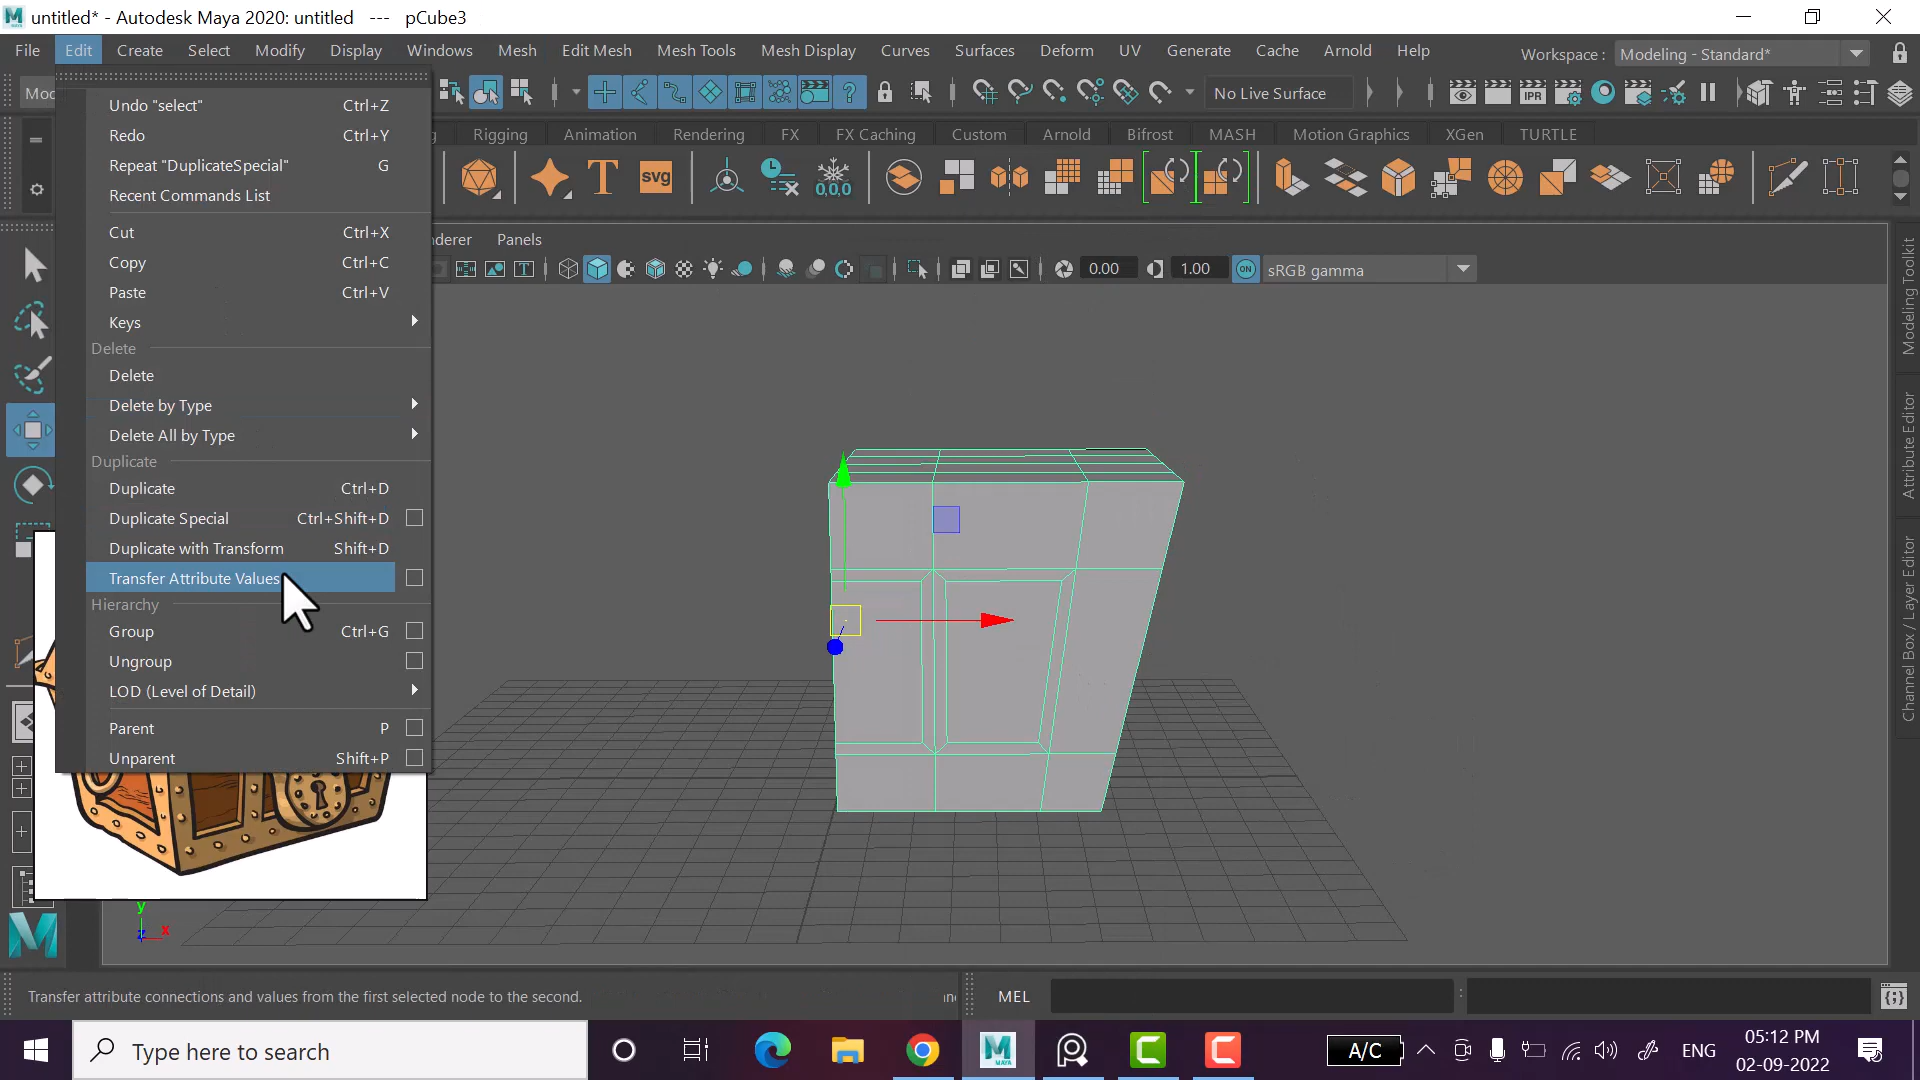 untitled* - Autodesk Maya 2020: untitled --- pCube3
File Edit Create Select Modify Display Windows Mesh Edit Mesh Mesh Tools Mesh Display Curves Surfaces Deform UV Generate Cache Arnold Help Workspace : Modeling - Standard*
No Live Surface IPR
Rigging Animation Rendering FX FX Caching Custom Arnold Bifrost MASH Motion Graphics XGen TURTLE
T svg 0,0,0
Panels
0.00 1.00 ON sRGB gamma
Undo "select" Ctrl+Z
Redo Ctrl+Y
Repeat "DuplicateSpecial" G
Recent Commands List
Cut Ctrl+X
Copy Ctrl+C
Paste Ctrl+V
Keys
Delete
Delete
Delete by Type
Delete All by Type
Duplicate
Duplicate Ctrl+D
Duplicate Special Ctrl+Shift+D
Duplicate with Transform Shift+D
Transfer Attribute Values
Hierarchy
Group Ctrl+G
Ungroup
LOD (Level of Detail)
Parent P
Unparent Shift+P
Modeling Toolkit
Attribute Editor
Channel Box / Layer Editor
y
z x
Transfer attribute connections and values from the first selected node to the second. MEL :
Type here to search
A/C ENG 05:12 PM
02-09-2022